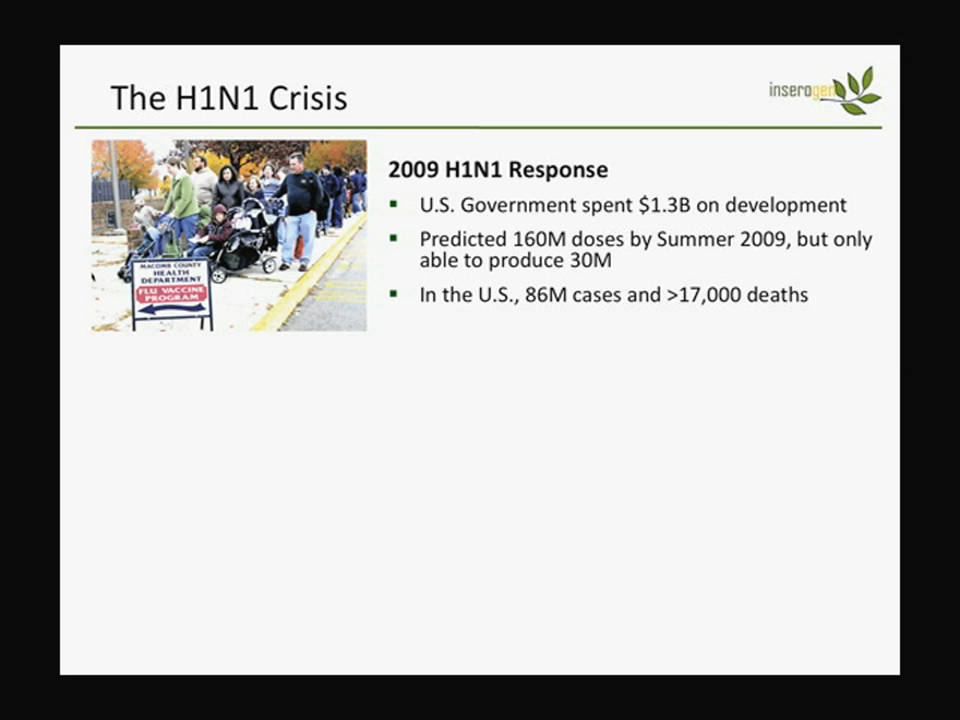 The H1N1 Crisis
inserogen
2009 H1N1 Response
U.S. Government spent $1.3B on development
Predicted 160M doses by Summer 2009, but only
able to produce 30M
In the U.S., 86M cases and >17,000 deaths
MACOMB COUNTY
HEALTH
DEPARTMENT
FLU VACCINE
PROGRAM